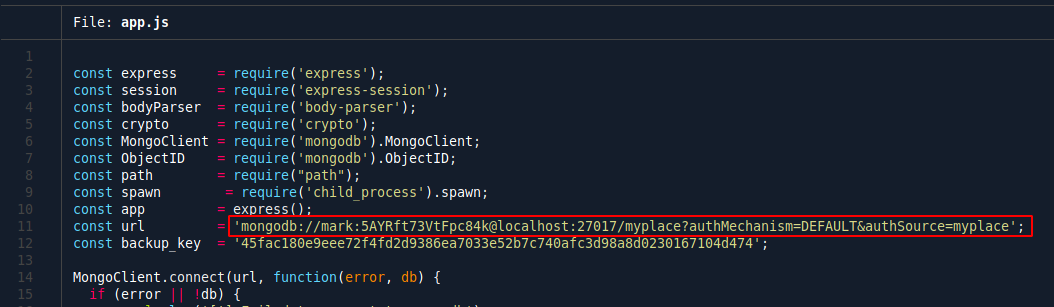 File: app.js
1
2 const express = require('express');
3 const session = require('express-session');
4 const bodyParser = require('body-parser');
5 const crypto = require('crypto');
6 const MongoClient = require('mongodb').MongoClient;
7 const ObjectID = require('mongodb').ObjectID;
8 const path = require("path");
9 const spawn = require('child_process').spawn;
10 const app = express();
11 const url = 'mongodb://mark:5AYRft73VtFpc84k@localhost:27017/myplace?authMechanism=DEFAULT&authSource=myplace';
12 const backup_key = '45fac180e9eee72f4fd2d9386ea7033e52b7c740afc3d98a8d0230167104d474';
13
14 MongoClient.connect(url, function(error, db) {
15 if (error || !db) {